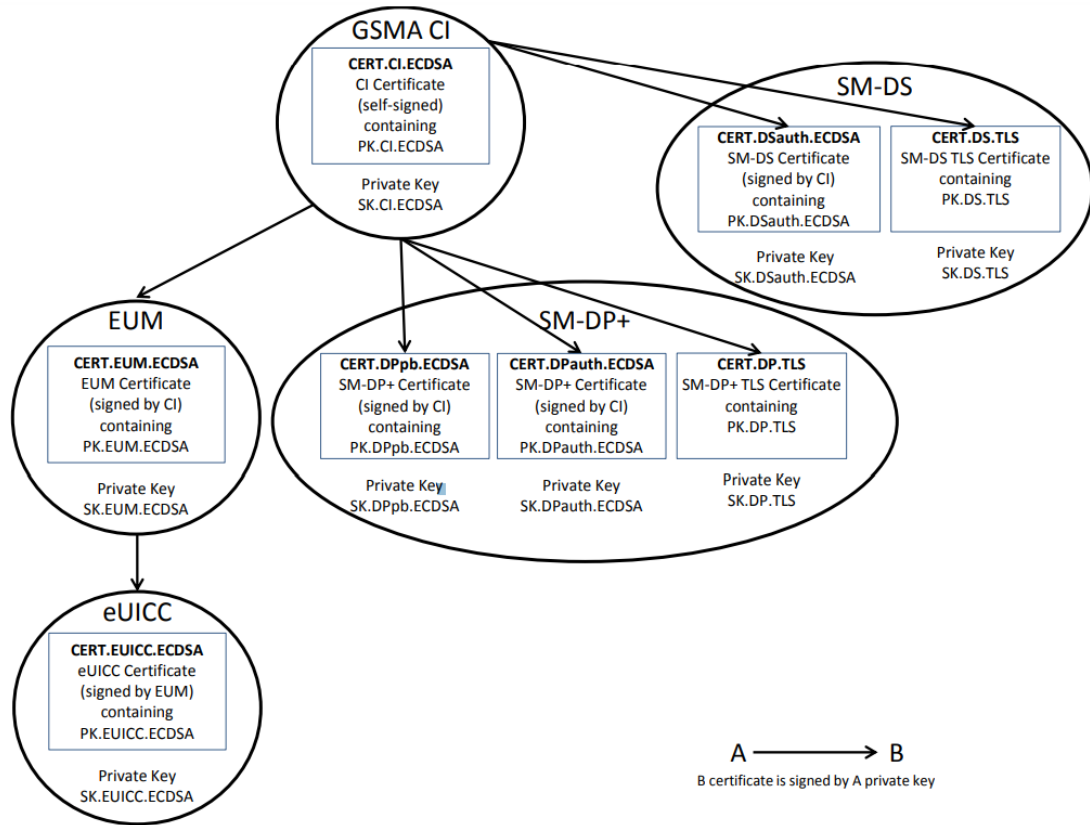 GSMA CI
CERT.CI.ECDSA
CI Certificate
(self-signed)
containing
PK.CI.ECDSA
Private Key
SK.CI.ECDSA
SM-DS
CERT.DSauth.ECDSA
SM-DS Certificate
(signed by CI)
containing
PK.DSauth.ECDSA
Private Key
SK.DSauth.ECDSA
CERT.DS.TLS
SM-DS TLS Certificate
containing
PK.DS.TLS
Private Key
SK.DS.TLS
EUM
CERT.EUM.ECDSA
EUM Certificate
(signed by CI)
containing
PK.EUM.ECDSA
Private Key
SK.EUM.ECDSA
SM-DP+
CERT.DPpb.ECDSA
SM-DP+ Certificate
(signed by CI)
containing
PK.DPpb.ECDSA
Private Key
SK.DPpb.ECDSA
CERT.DPauth.ECDSA
SM-DP+ Certificate
(signed by CI)
containing
PK.DPauth.ECDSA
Private Key
SK.DPauth.ECDSA
CERT.DP.TLS
SM-DP+ TLS Certificate
containing
PK.DP.TLS
Private Key
SK.DP.TLS
eUICC
CERT.EUICC.ECDSA
eUICC Certificate
(signed by EUM)
containing
PK.EUICC.ECDSA
Private Key
SK.EUICC.ECDSA
A B
B certificate is signed by A private key